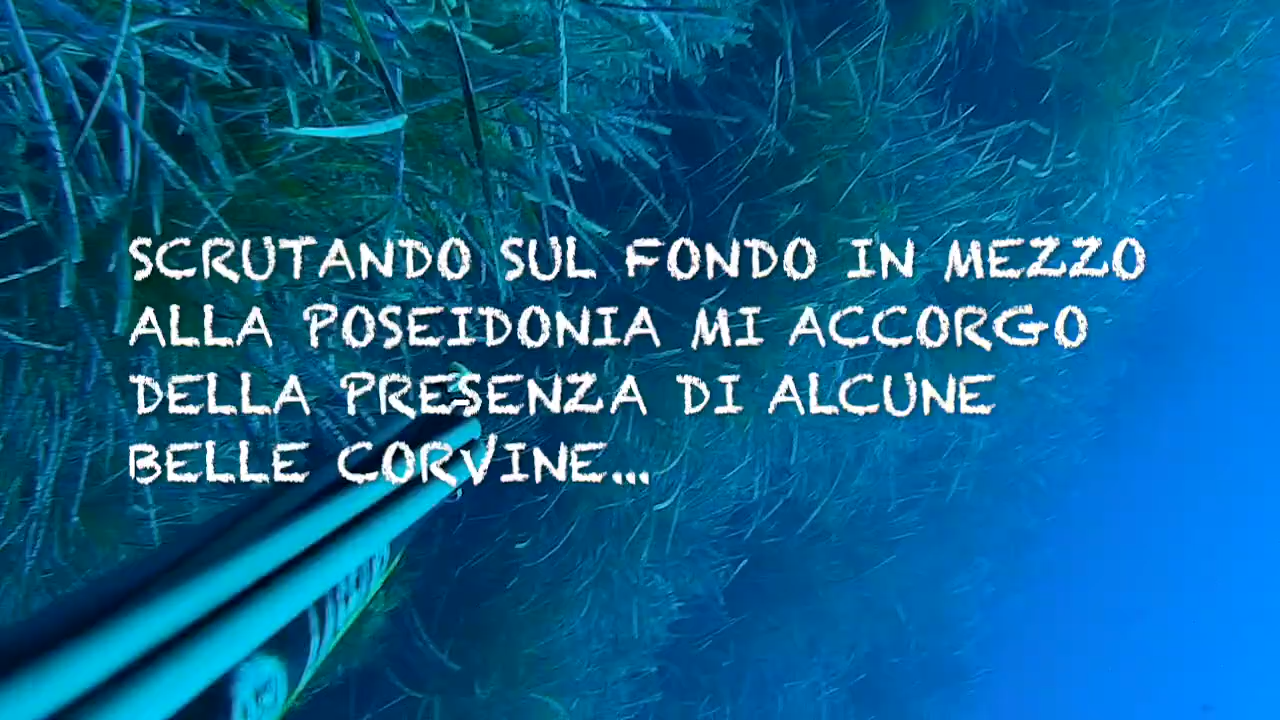 SCRUTANDO SUL FONDO IN MEZZO
ALLA POSEIDONIA MI ACCORGO
DELLA PRESENZA DI ALCUNE
BELLE CORVINE...